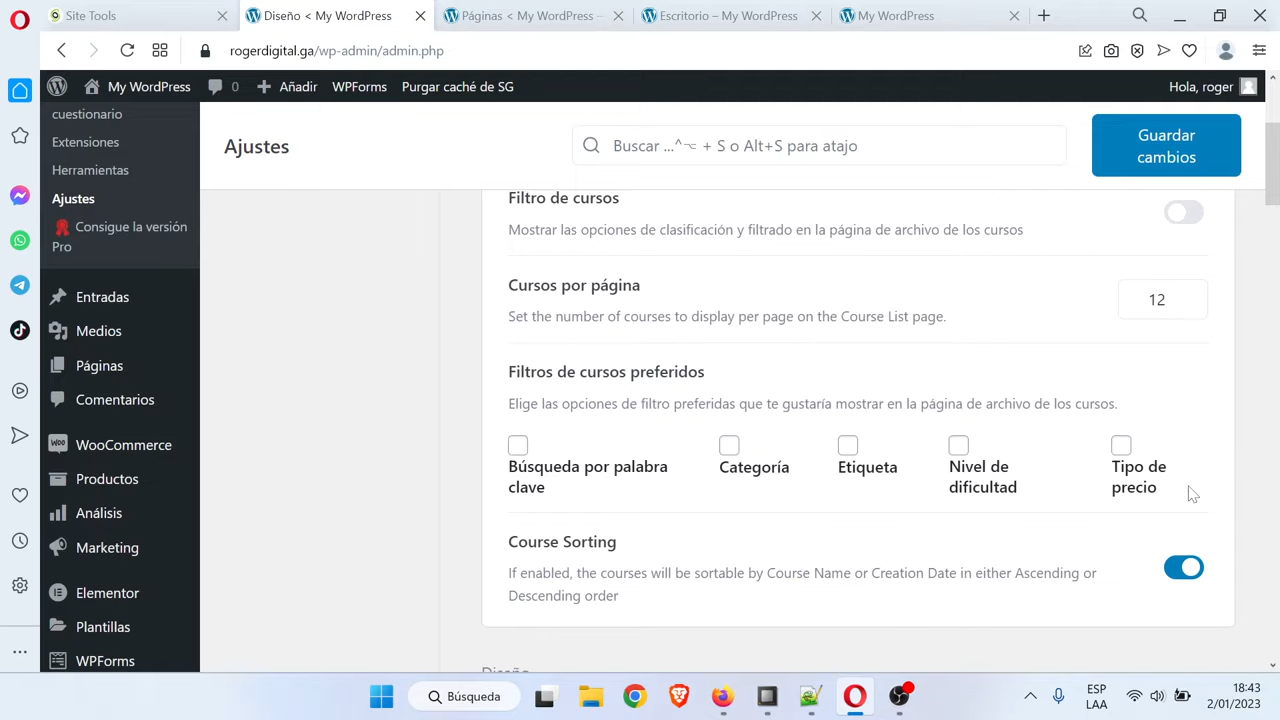 Site Tools
Diseño < My WordPress
Páginas < My WordPress –
Escritorio – My WordPress
My WordPress
rogerdigital.ga/wp-admin/admin.php
My WordPress
0
Añadir
WPForms
Purgar caché de SG
Hola, roger
cuestionario
Extensiones
Herramientas
Ajustes
Consigue la versión
Pro
Entradas
Medios
Páginas
Comentarios
WooCommerce
Productos
Análisis
Marketing
Elementor
Plantillas
WPForms
Ajustes
Buscar ...^⌥ + S o Alt+S para atajo
Guardar
cambios
Filtro de cursos
Mostrar las opciones de clasificación y filtrado en la página de archivo de los cursos
Cursos por página
12
Set the number of courses to display per page on the Course List page.
Filtros de cursos preferidos
Elige las opciones de filtro preferidas que te gustaría mostrar en la página de archivo de los cursos.
Búsqueda por palabra
clave
Categoría
Etiqueta
Nivel de
dificultad
Tipo de
precio
Course Sorting
If enabled, the courses will be sortable by Course Name or Creation Date in either Ascending or
Descending order
Diseño
Búsqueda
ESP
LAA
18:43
2/01/2023